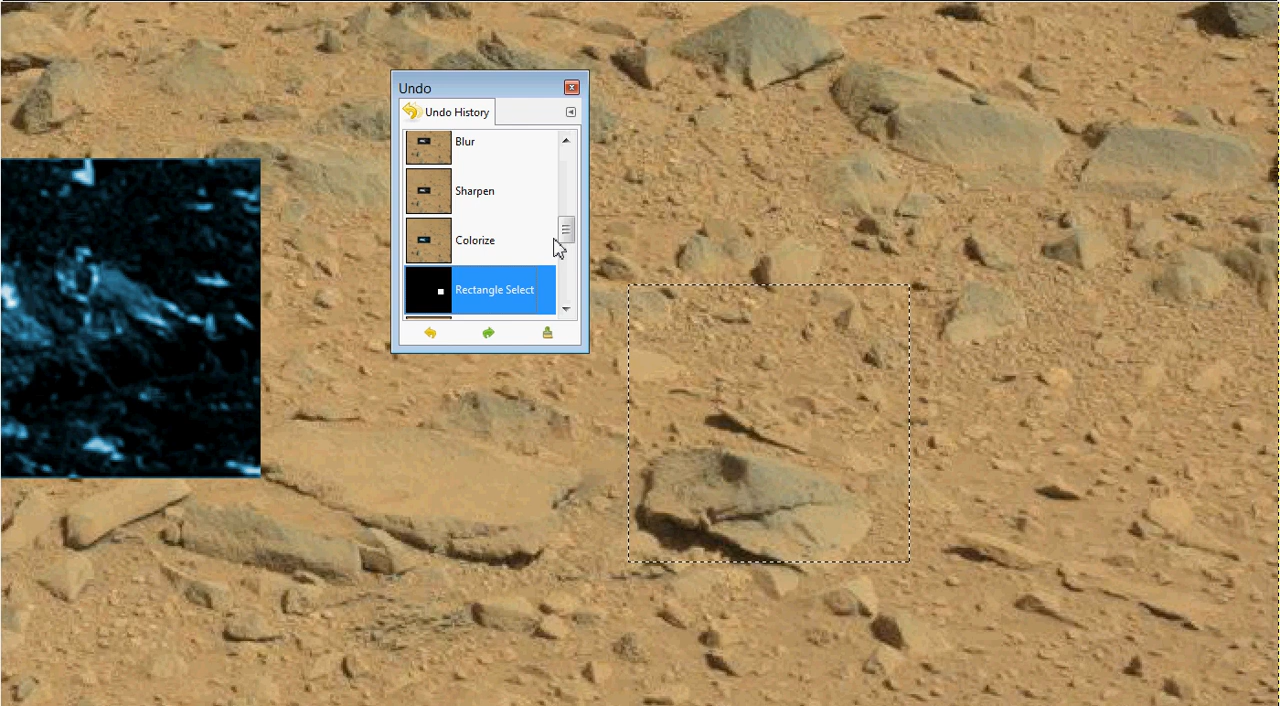 Undo
Undo History
Blur
Sharpen
Colorize
Rectangle Select